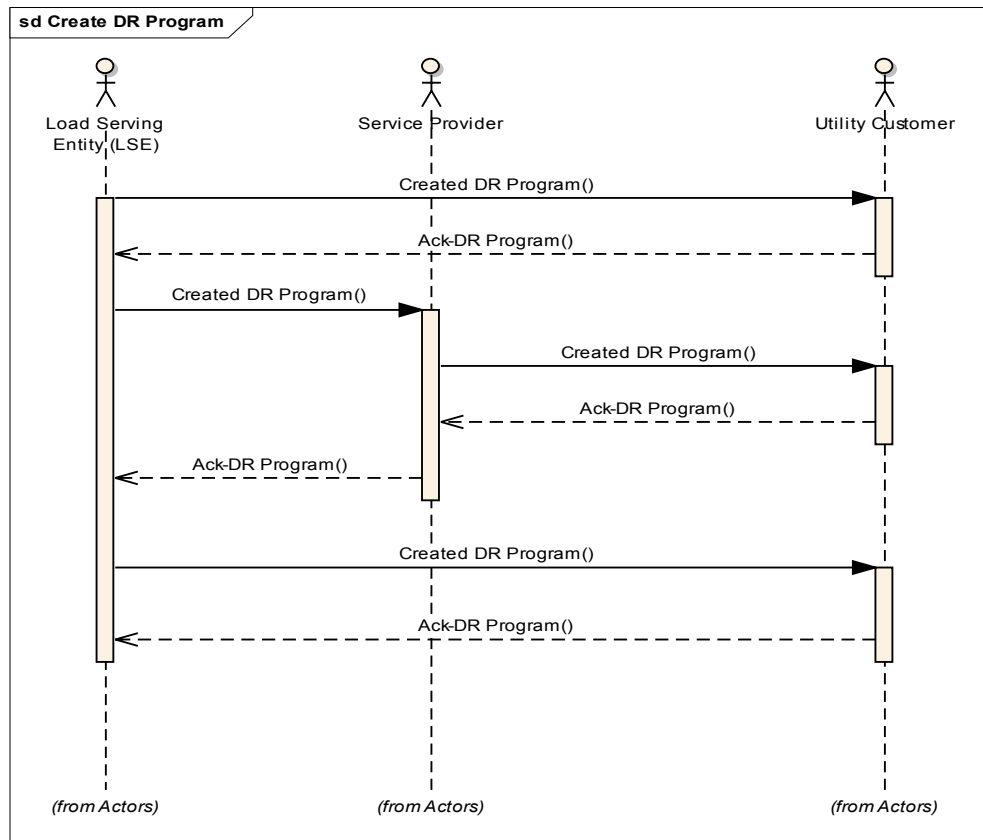 sd Create DR Program
Load Serving
Entity (LSE)
Service Provider
Utility Customer
Created DR Program()
Ack-DR Program()
Created DR Program()
Created DR Program()
Ack-DR Program()
Ack-DR Program()
Created DR Program()
Ack-DR Program()
(from Actors)
(from Actors)
(from Actors)